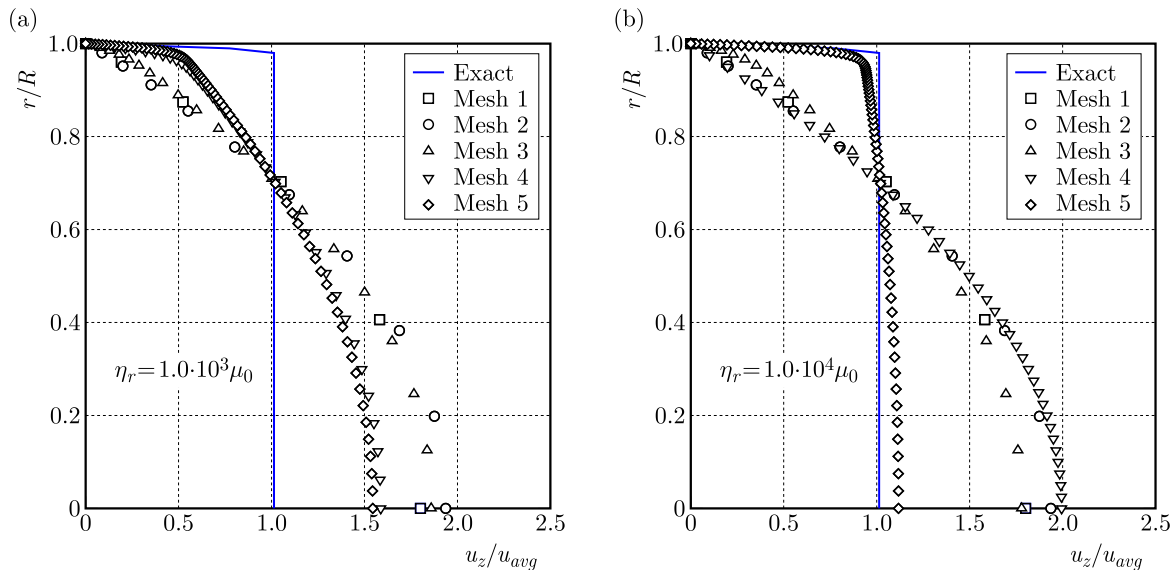 (a)
r/R
1.0
0.8
0.6
0.4
0.2
0
0 0.5 1.0 1.5 2.0 2.5
u_z/u_avg
Exact
Mesh 1
Mesh 2
Mesh 3
Mesh 4
Mesh 5
η_r=1.0·10³μ₀
(b)
r/R
1.0
0.8
0.6
0.4
0.2
0
0 0.5 1.0 1.5 2.0 2.5
u_z/u_avg
Exact
Mesh 1
Mesh 2
Mesh 3
Mesh 4
Mesh 5
η_r=1.0·10⁴μ₀